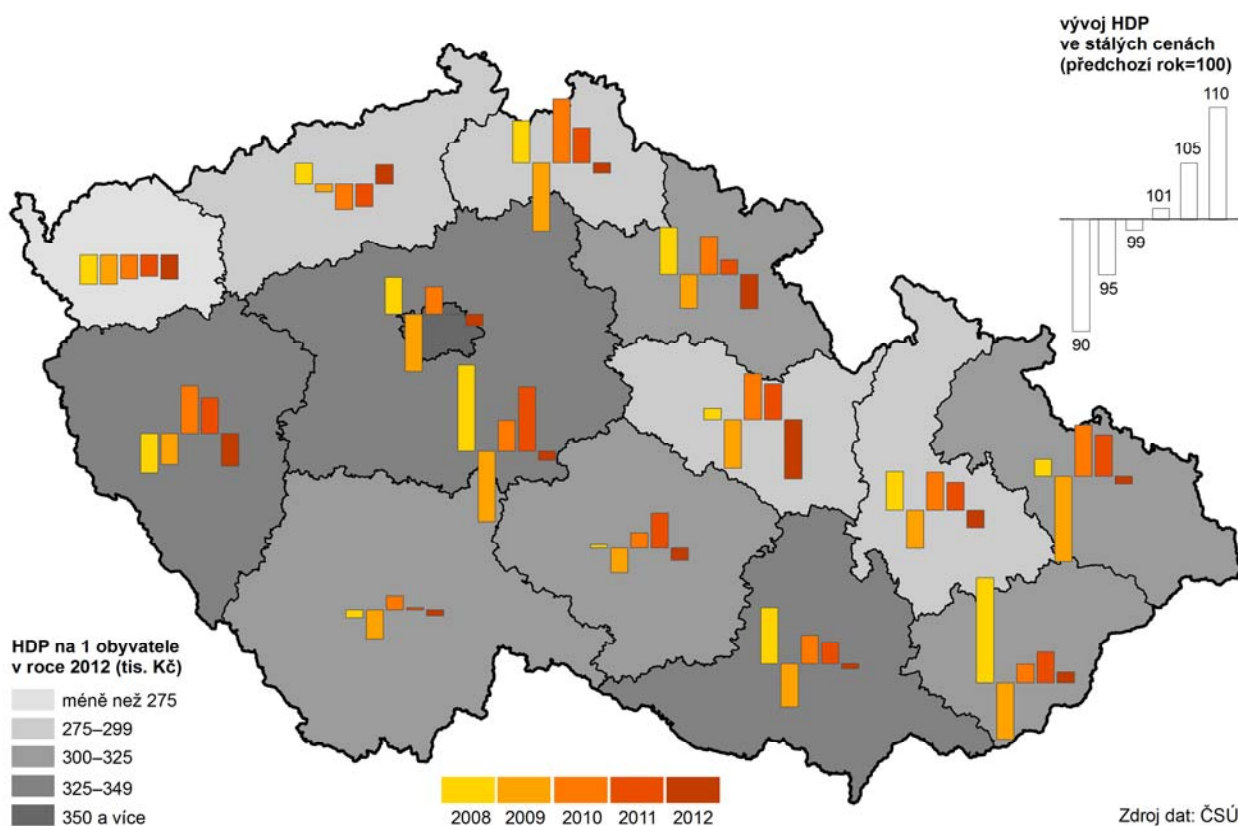 vývoj HDP
ve stálých cenách
(předchozí rok=100)
110
105
101
99
95
90
HDP na 1 obyvatele
v roce 2012 (tis. Kč)
méně než 275
275–299
300–325
325–349
350 a více
2008 2009 2010 2011 2012
Zdroj dat: ČSÚ